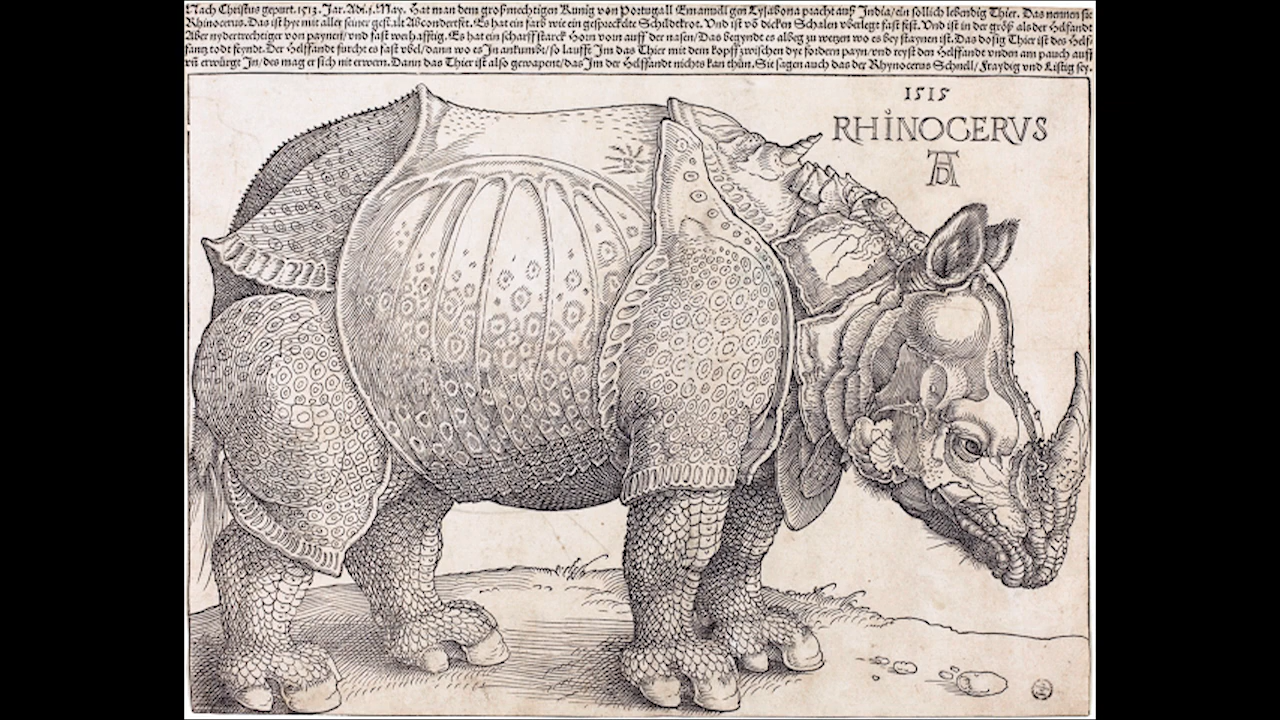 Nach Christus gepurt. 1513. Jar. Adi. j. May. Hat man dem großmechtigen Kunig von Portugall Emanuell gen Lysabona pracht auß India/ ein sollich lebendig Thier. Das nennen sie
Rhinocerus. Das ist hye mit aller seiner gestalt Abcondertfet. Es hat ein farb wie ein gespreckelte Schildtkrot. Vnd ist võ dicken Schalen vberlegt fast fest. Vnd ist in der größ als der Helfandt
Aber nydertrechtiger von paynen/ vnd fast werhafftig. Es hat ein scharff starck Horn vorn auff der nasen/ Das begyndt es albeg zu wetzen wo es bey staynen ist. Das dosig Thier ist des Helf-
fantz todt feyndt. Der Helffandt furcht es fast vbel/ dann wo es In ankumbt/ so laufft Im das Thier mit dem kopff zwischen dye fordern payn/ vnd reyst den Helffandt vnden am pauch auff
vñ erwürgt In/ des mag er sich nit erwern. Dann das Thier ist also gewapent/ das Im der Helffandt nichts kan thůn. Sie sagen auch das der Rhynocerus Schnell/ Fraydig vnd Listig sey.
1515
RHINOCERVS
AD